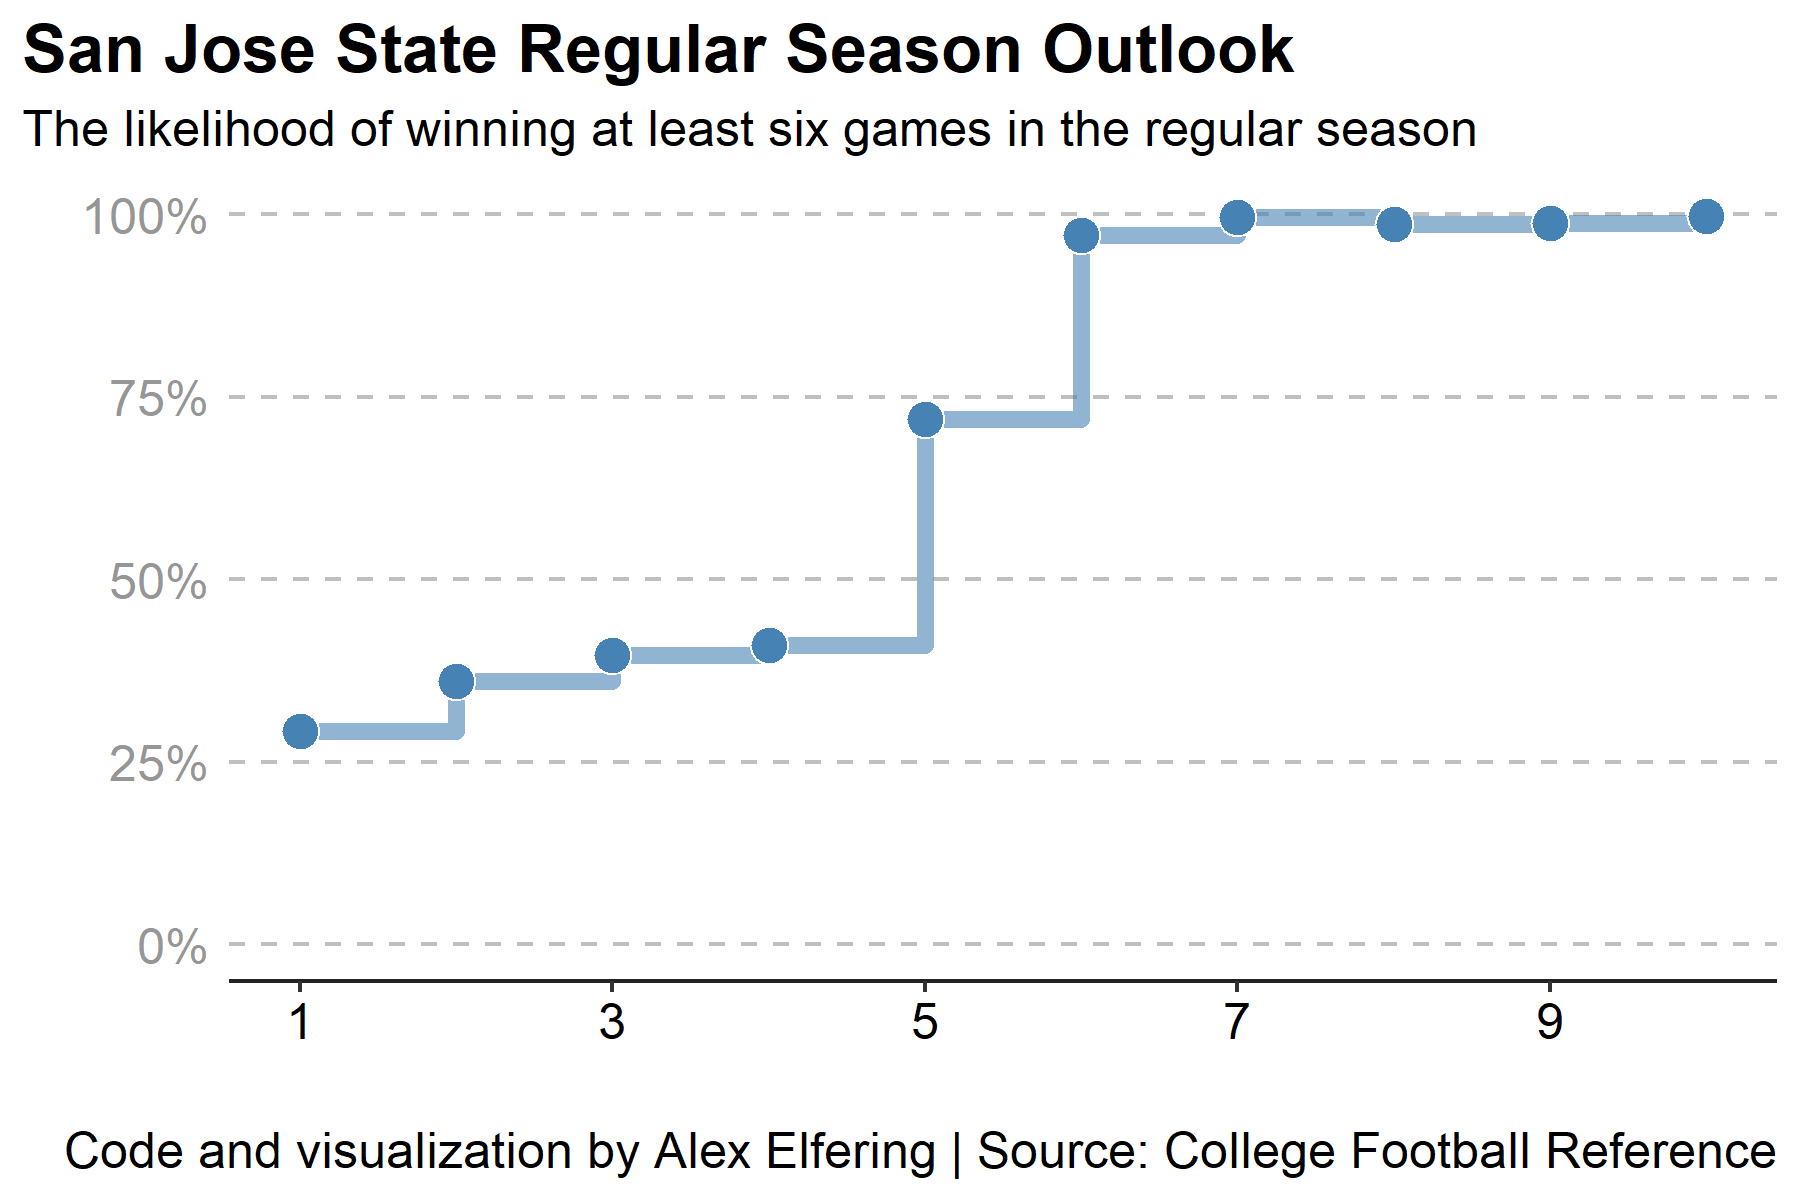 San Jose State Regular Season Outlook
The likelihood of winning at least six games in the regular season
100%
75%
50%
25%
0%
1 3 5 7 9
Code and visualization by Alex Elfering | Source: College Football Reference